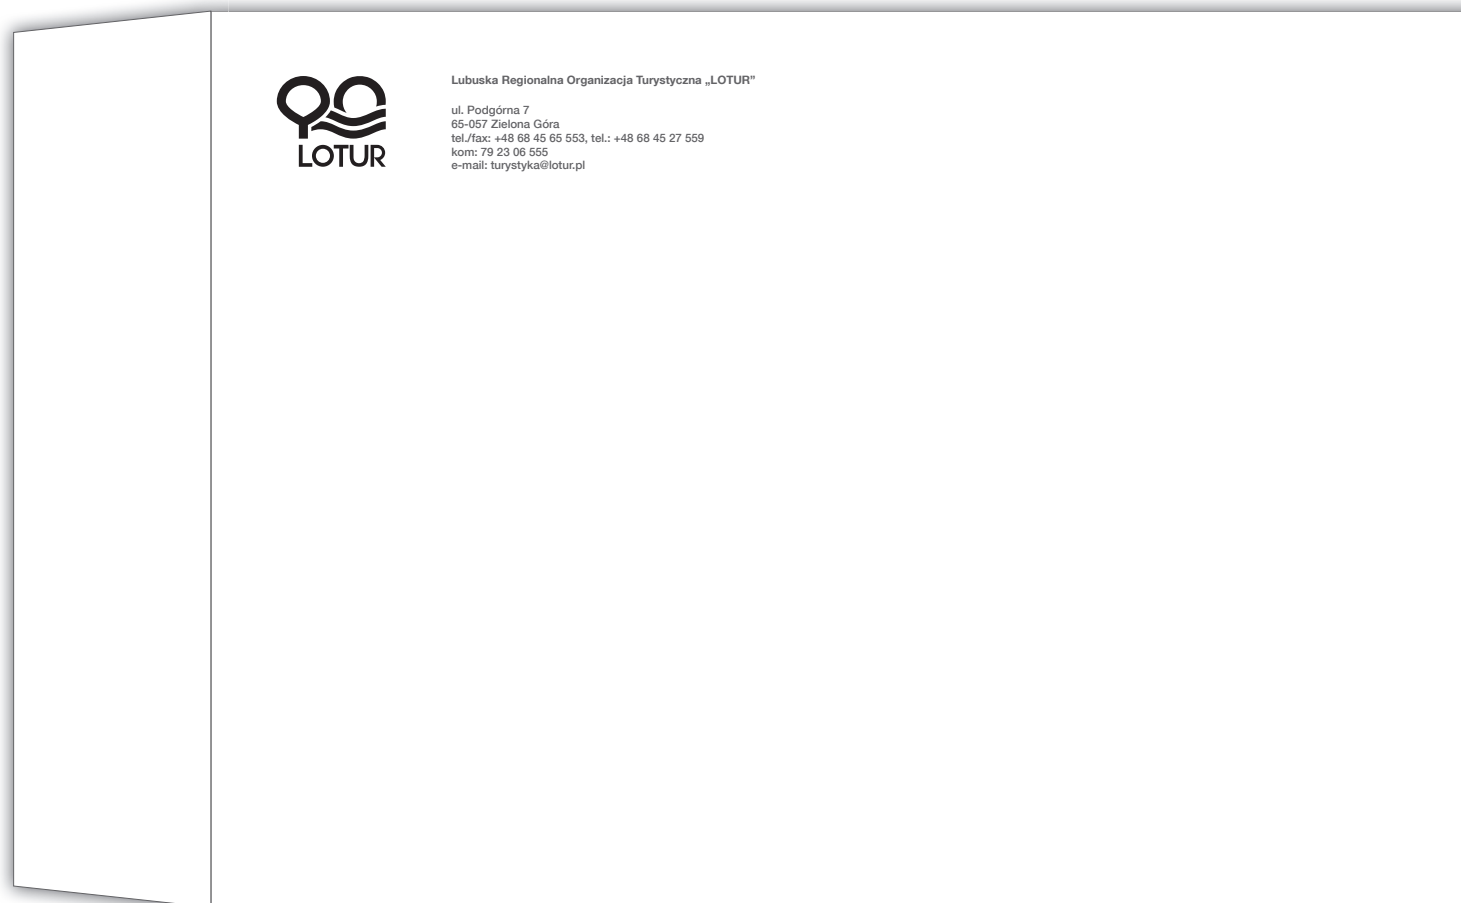 LOTUR
Lubuska Regionalna Organizacja Turystyczna „LOTUR”
ul. Podgórna 7
65-057 Zielona Góra
tel./fax: +48 68 45 65 553, tel.: +48 68 45 27 559
kom: 79 23 06 555
e-mail: turystyka@lotur.pl